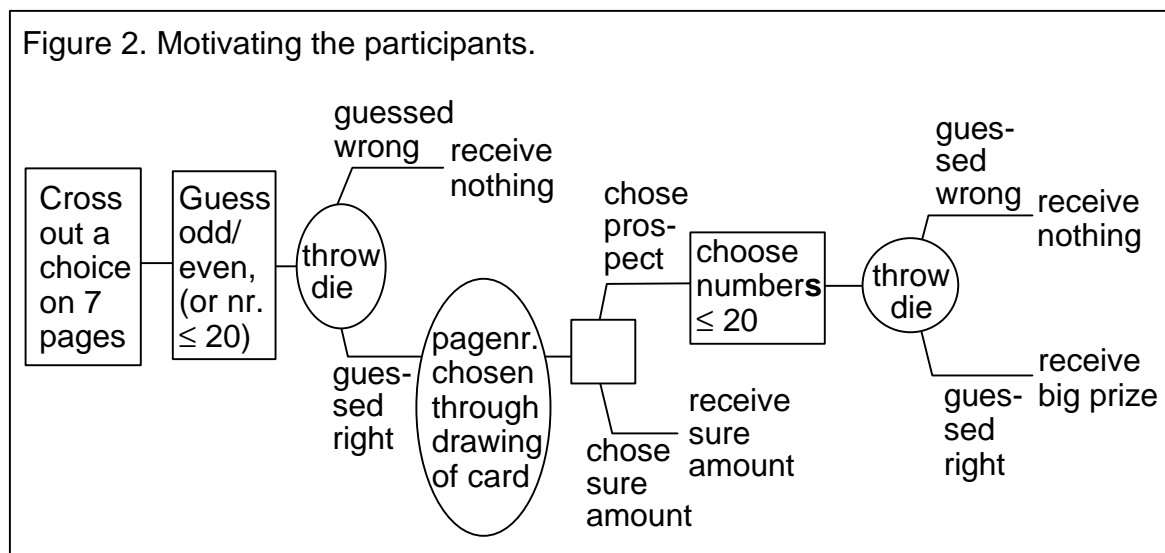 Figure 2. Motivating the participants.
Cross
out a
choice
on 7
pages
Guess
odd/
even,
(or nr.
≤ 20)
throw
die
guessed
wrong
receive
nothing
gues-
sed
right
pagenr.
chosen
through
drawing
of card
chose
pros-
pect
chose
sure
amount
receive
sure
amount
choose
numbers
≤ 20
throw
die
gues-
sed
wrong
receive
nothing
gues-
sed
right
receive
big prize